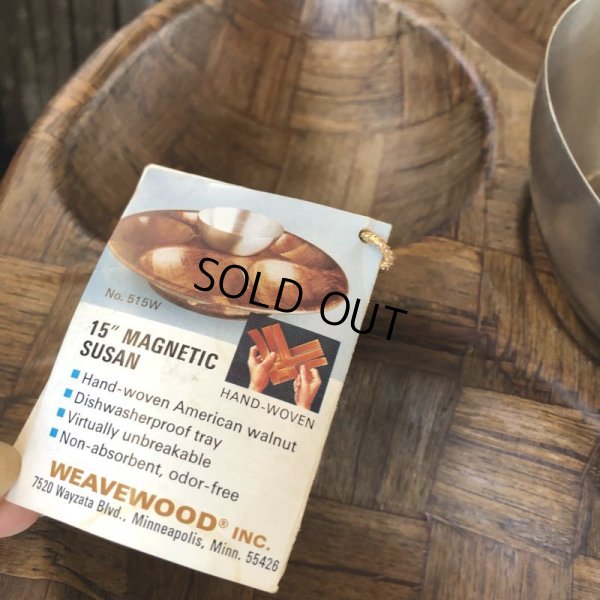 SOLD OUT
No. 515W
15" MAGNETIC
SUSAN
HAND-WOVEN
Hand-woven American walnut
Dishwasherproof tray
Virtually unbreakable
Non-absorbent, odor-free
WEAVEWOOD® INC.
7520 Wayzata Blvd., Minneapolis, Minn. 55426